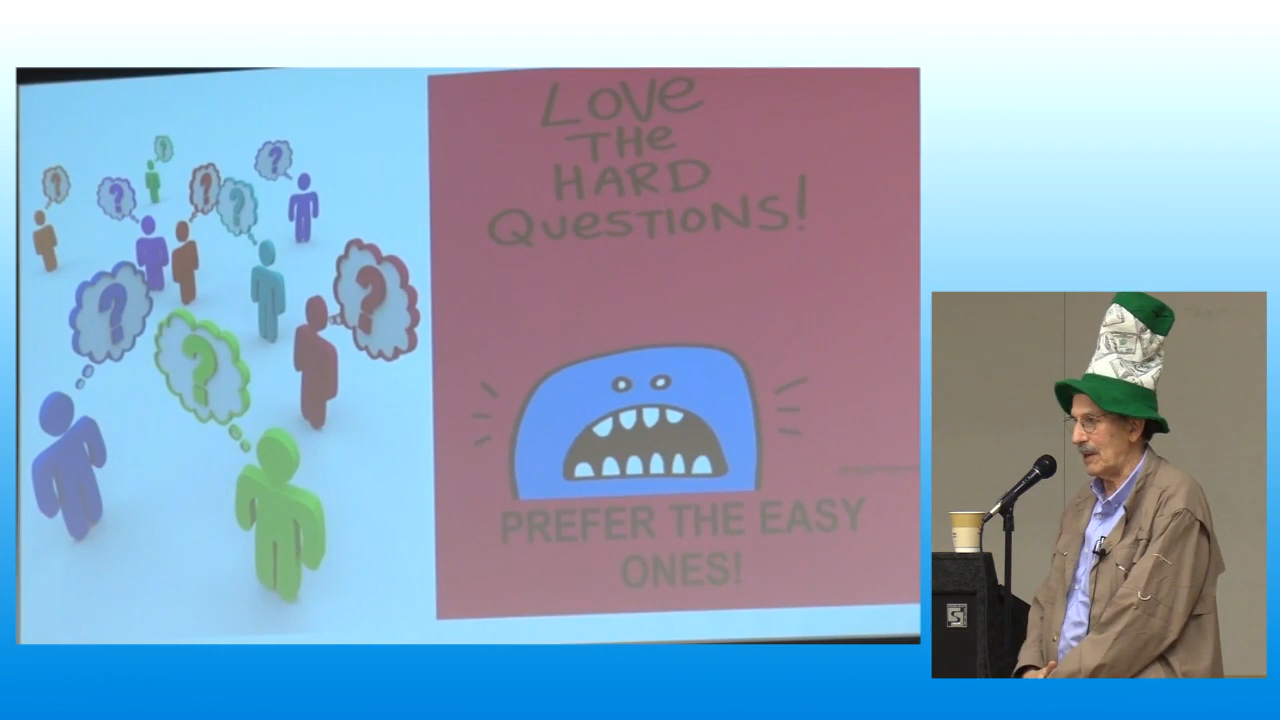 ?
?
?
?
?
?
?
?
?
?
LOVe
THe
HARD
QUeSTIONS!
PREFER THE EASY
ONES!
S